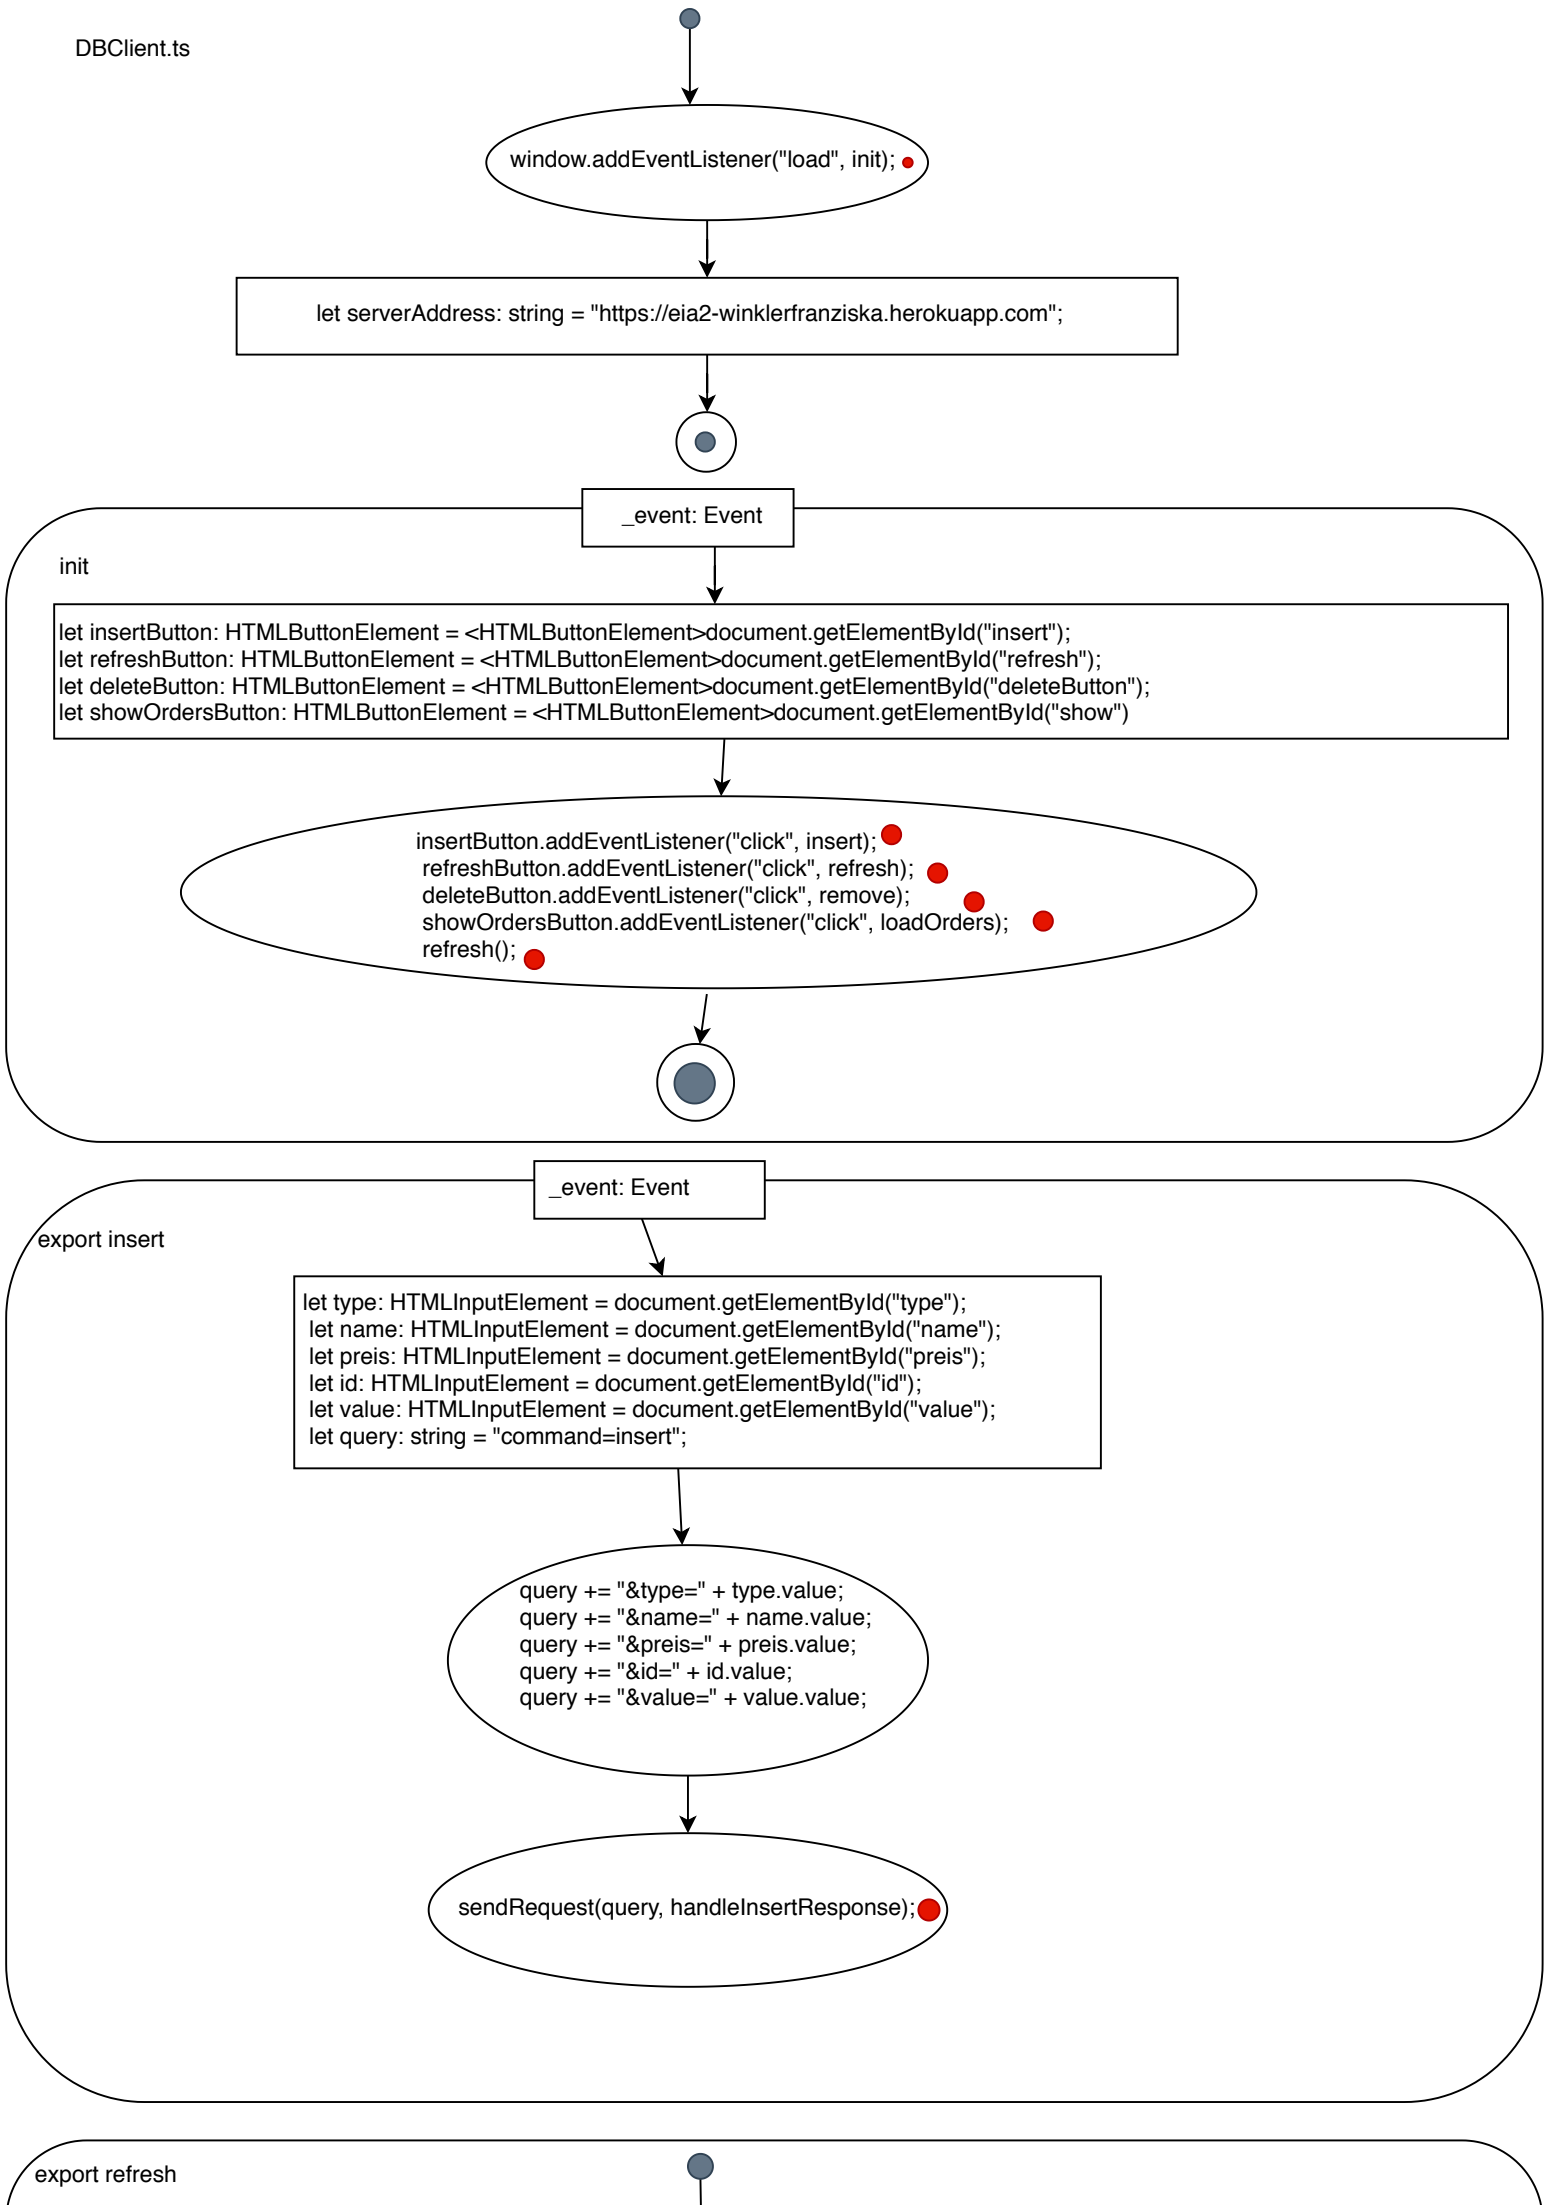 DBClient.ts
window.addEventListener("load", init);
let serverAddress: string = "https://eia2-winklerfranziska.herokuapp.com";
_event: Event
init
let insertButton: HTMLButtonElement = <HTMLButtonElement>document.getElementById("insert");
let refreshButton: HTMLButtonElement = <HTMLButtonElement>document.getElementById("refresh");
let deleteButton: HTMLButtonElement = <HTMLButtonElement>document.getElementById("deleteButton");
let showOrdersButton: HTMLButtonElement = <HTMLButtonElement>document.getElementById("show")
insertButton.addEventListener("click", insert);
refreshButton.addEventListener("click", refresh);
deleteButton.addEventListener("click", remove);
showOrdersButton.addEventListener("click", loadOrders);
refresh();
_event: Event
export insert
let type: HTMLInputElement = document.getElementById("type");
let name: HTMLInputElement = document.getElementById("name");
let preis: HTMLInputElement = document.getElementById("preis");
let id: HTMLInputElement = document.getElementById("id");
let value: HTMLInputElement = document.getElementById("value");
let query: string = "command=insert";
query += "&type=" + type.value;
query += "&name=" + name.value;
query += "&preis=" + preis.value;
query += "&id=" + id.value;
query += "&value=" + value.value;
sendRequest(query, handleInsertResponse);
export refresh